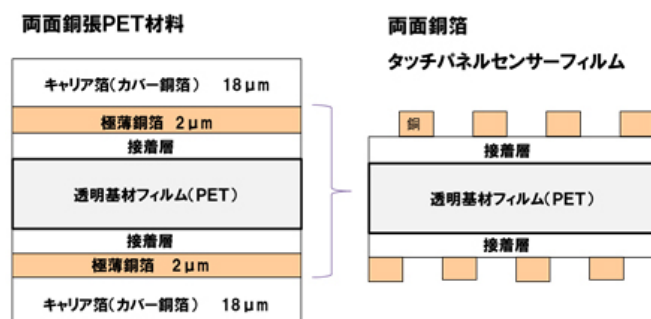 両面銅張PET材料
キャリア箔(カバー銅箔) 18μm
極薄銅箔 2μm
接着層
透明基材フィルム(PET)
接着層
極薄銅箔 2μm
キャリア箔(カバー銅箔) 18μm
両面銅箔
タッチパネルセンサーフィルム
銅
接着層
透明基材フィルム(PET)
接着層